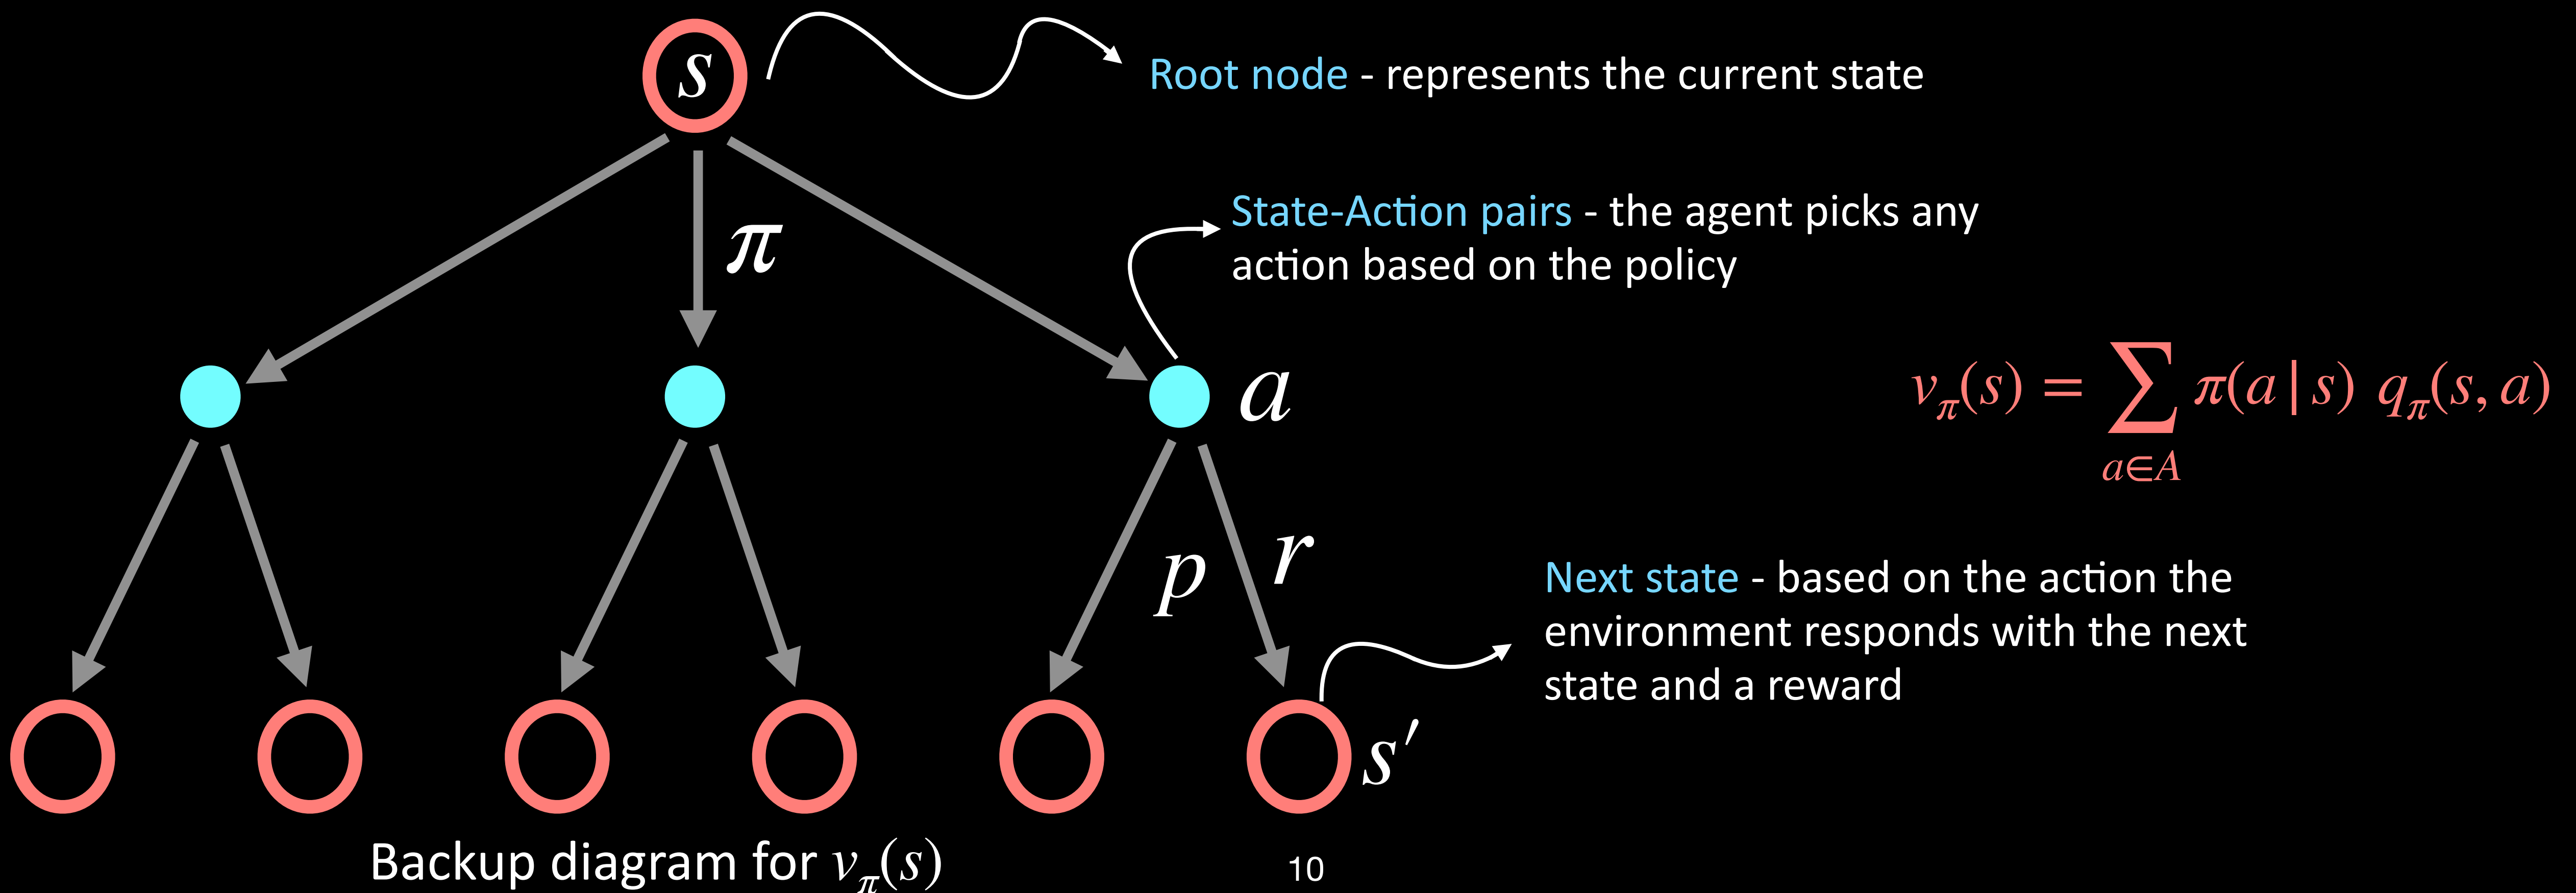 s
Root node - represents the current state
π
State-Action pairs - the agent picks any
action based on the policy
a
v_π(s) = ∑_{a∈A} π(a | s) q_π(s, a)
p
r
Next state - based on the action the
environment responds with the next
state and a reward
s′
Backup diagram for v_π(s)
10